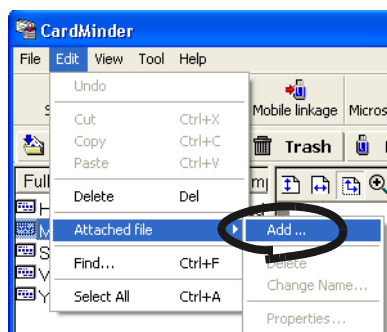 CardMinder
File Edit View Tool Help
Undo
Mobile linkage Micros
Cut Ctrl+X
Copy Ctrl+C
Trash
Paste Ctrl+V
Full
Delete Del
Attached file
Add ...
Find... Ctrl+F
Delete
Change Name...
Select All Ctrl+A
Properties...